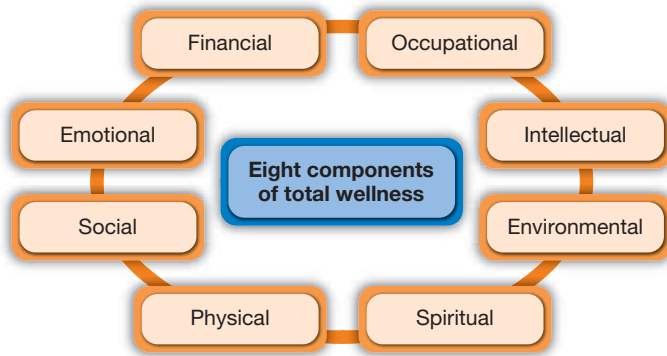 Financial
Occupational
Emotional
Intellectual
Eight components
of total wellness
Social
Environmental
Physical
Spiritual